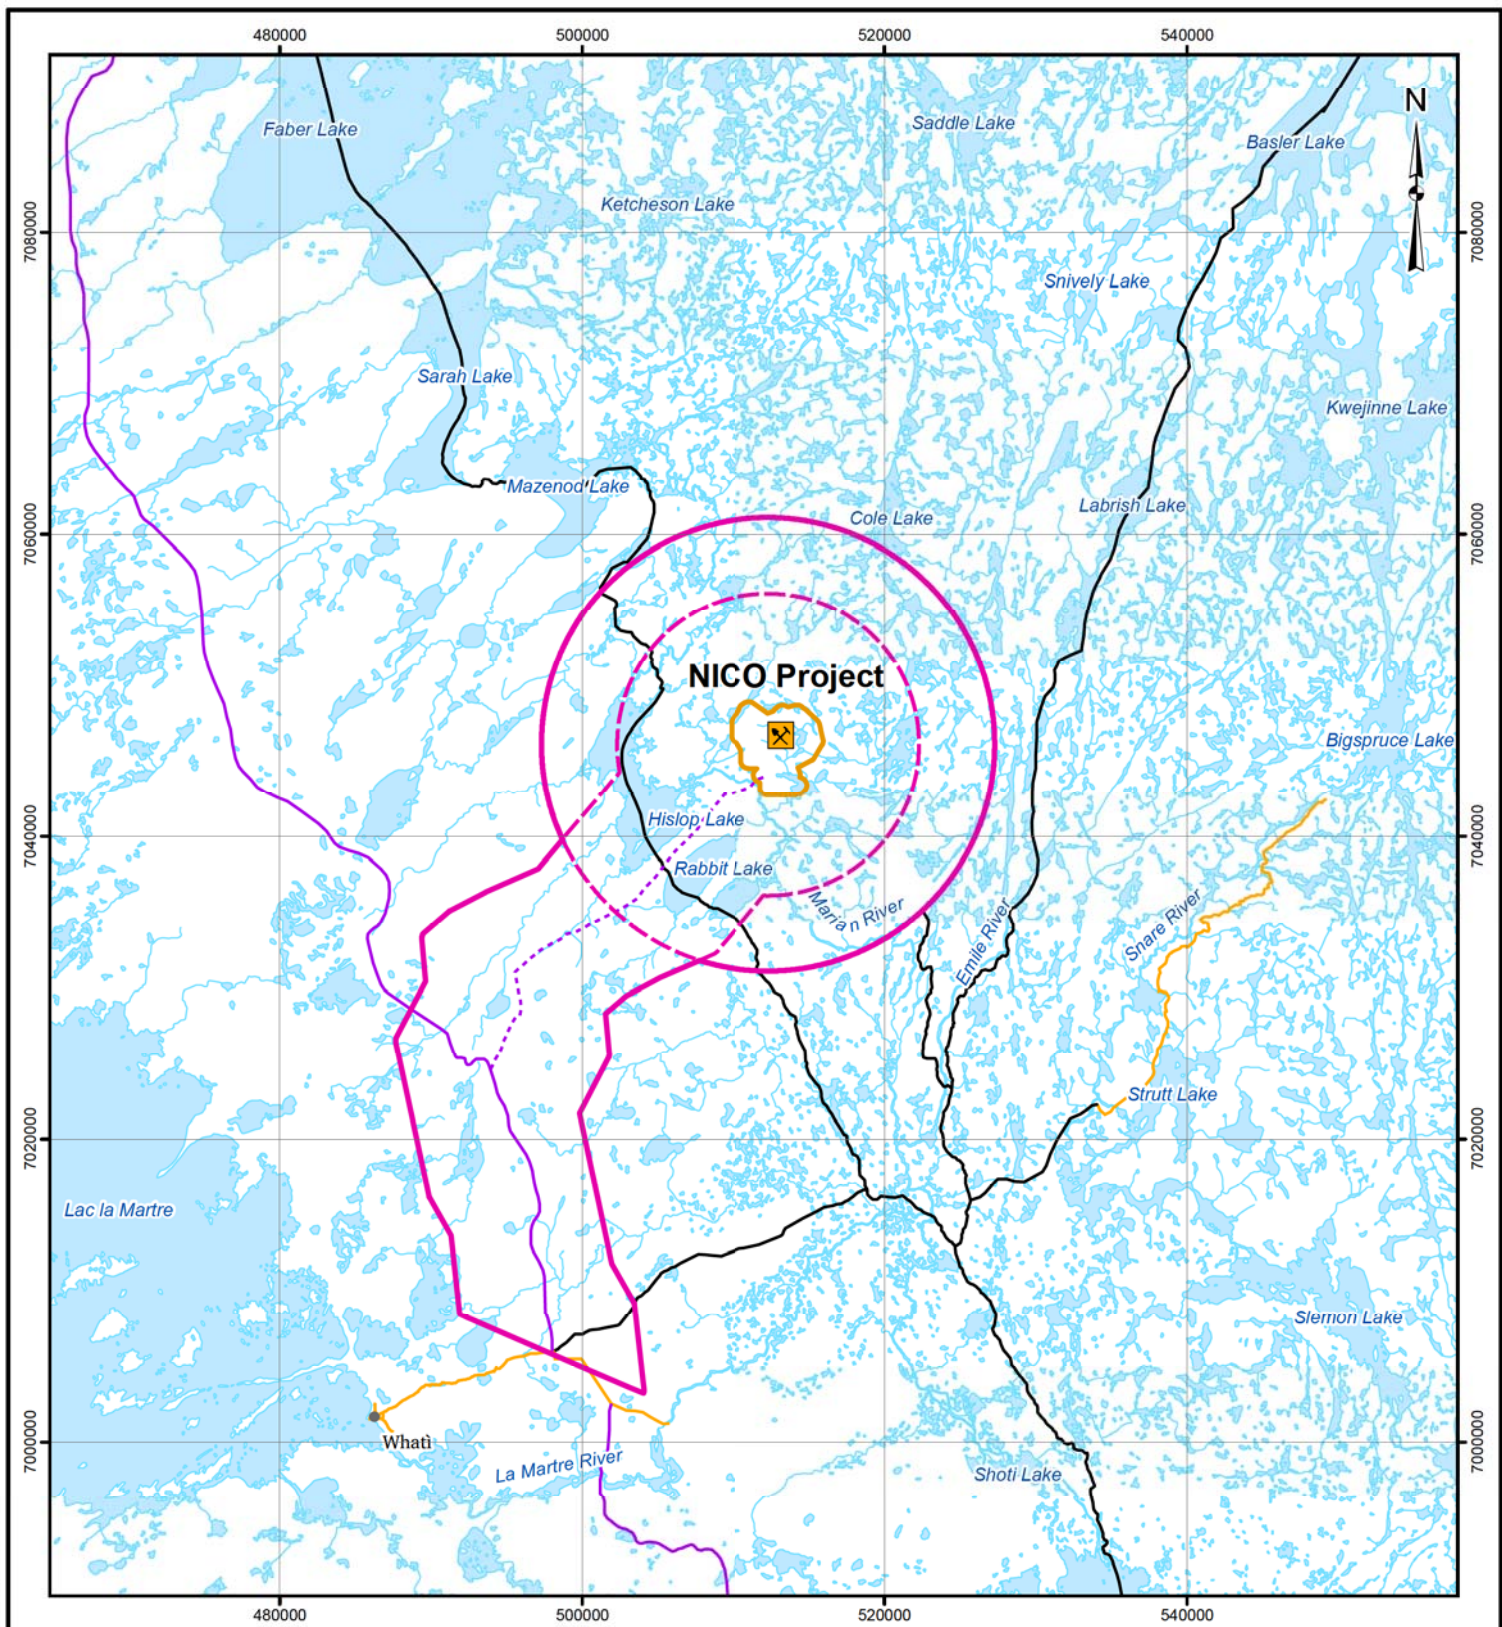 480000
500000
520000
540000
N
Faber Lake
Saddle Lake
Basler Lake
Ketcheson Lake
7080000
7080000
Snively Lake
Sarah Lake
Kwejinne Lake
Mazenod Lake
Labrish Lake
Cole Lake
7060000
7060000
NICO Project
Bigspruce Lake
Hislop Lake
7040000
7040000
Rabbit Lake
Marian River
Emile River
Snare River
Strutt Lake
7020000
7020000
Lac la Martre
Slemon Lake
Whatì
7000000
7000000
La Martre River
Shoti Lake
480000
500000
520000
540000